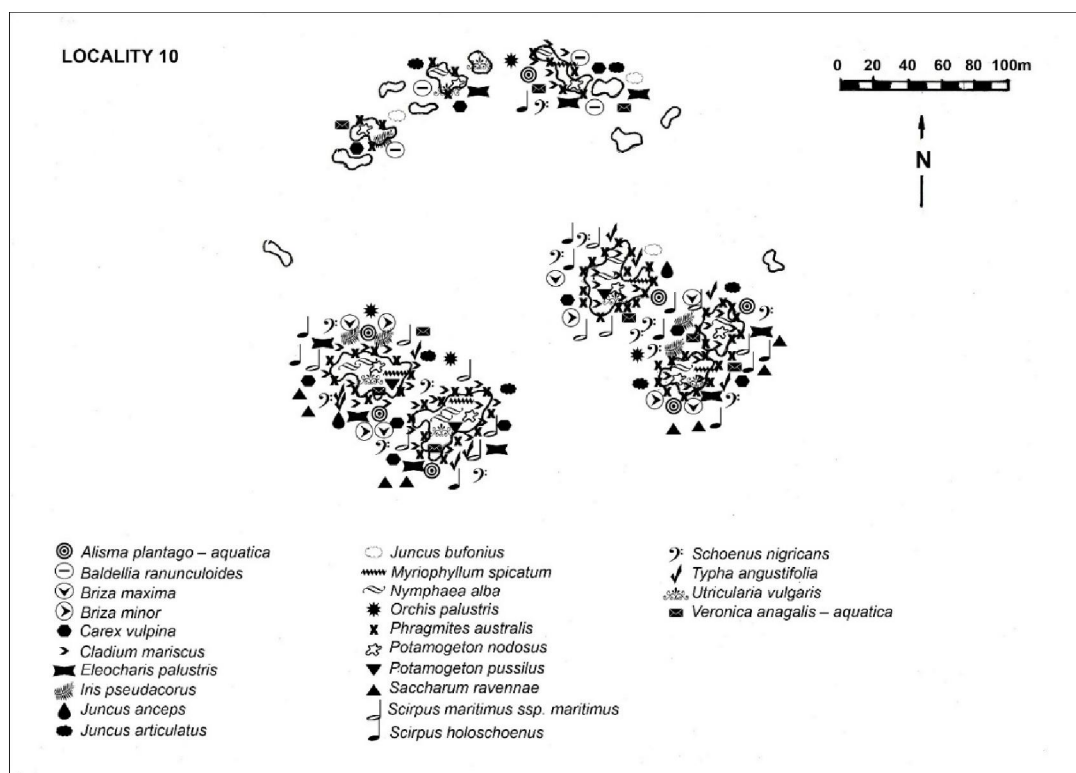 LOCALITY 10
0 20 40 60 80 100m
N
Alisma plantago – aquatica
Baldellia ranunculoides
Briza maxima
Briza minor
Carex vulpina
Cladium mariscus
Eleocharis palustris
Iris pseudacorus
Juncus anceps
Juncus articulatus
Juncus bufonius
Myriophyllum spicatum
Nymphaea alba
Orchis palustris
Phragmites australis
Potamogeton nodosus
Potamogeton pussilus
Saccharum ravennae
Scirpus maritimus ssp. maritimus
Scirpus holoschoenus
Schoenus nigricans
Typha angustifolia
Utricularia vulgaris
Veronica anagalis – aquatica